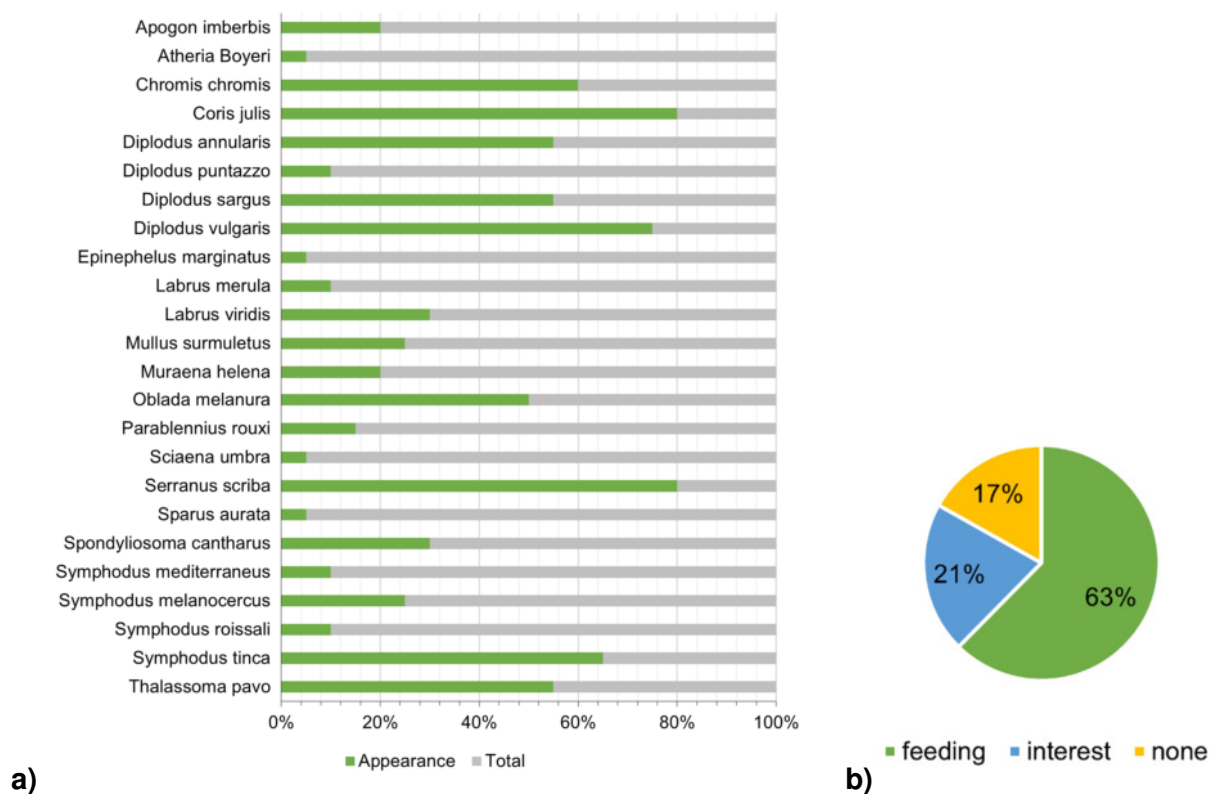 Apogon imberbis
Atheria Boyeri
Chromis chromis
Coris julis
Diplodus annularis
Diplodus puntazzo
Diplodus sargus
Diplodus vulgaris
Epinephelus marginatus
Labrus merula
Labrus viridis
Mullus surmuletus
Muraena helena
Oblada melanura
Parablennius rouxi
Sciaena umbra
Serranus scriba
Sparus aurata
Spondyliosoma cantharus
Symphodus mediterraneus
Symphodus melanocercus
Symphodus roissali
Symphodus tinca
Thalassoma pavo
0% 20% 40% 60% 80% 100%
Appearance Total
a)
17%
21%
63%
feeding interest none
b)